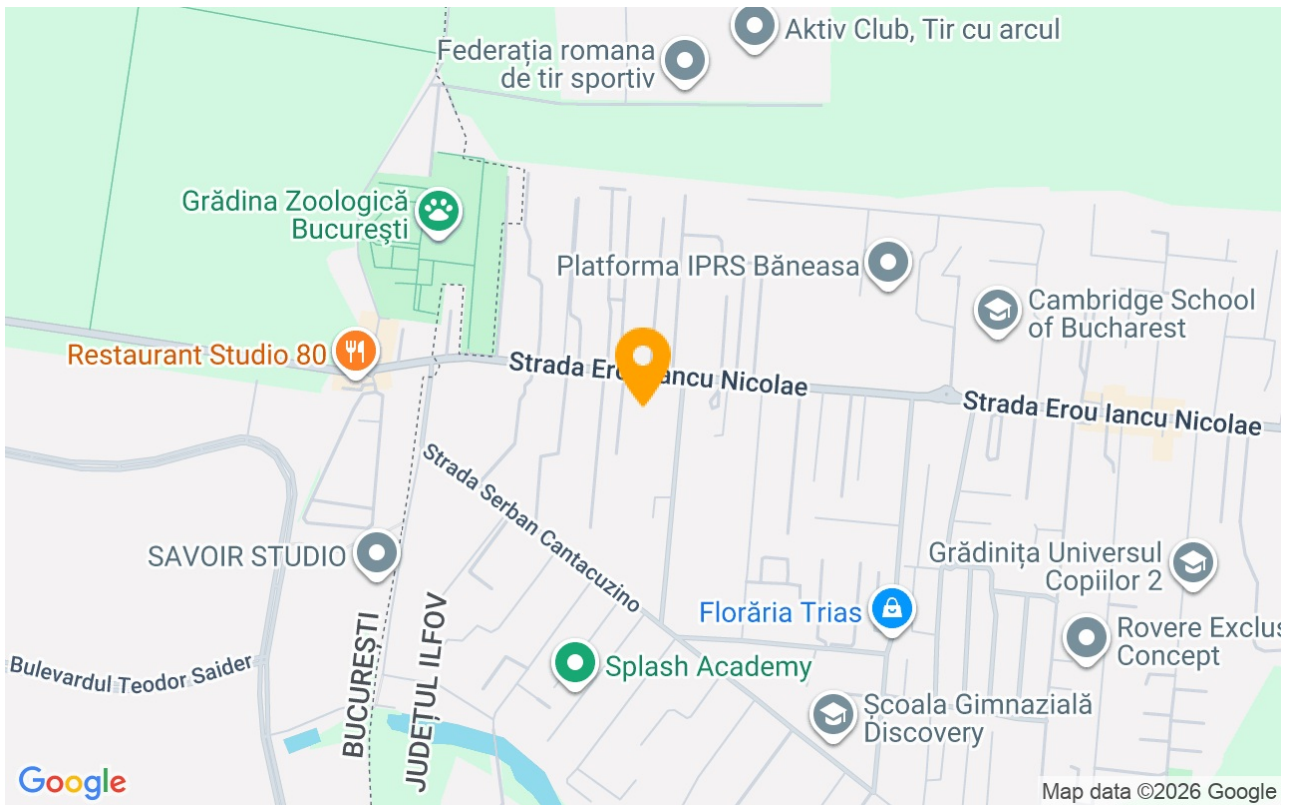 Aktiv Club, Tir cu arcul
Federația romana
de tir sportiv
Grădina Zoologică
București
Platforma IPRS Băneasa
Cambridge School
of Bucharest
Restaurant Studio 80
Strada Erou Iancu Nicolae
Strada Erou Iancu Nicolae
Strada Serban Cantacuzino
SAVOIR STUDIO
Grădinița Universul
Copiilor 2
Florăria Trias
Rovere Exclus
Concept
BUCUREȘTI
JUDEȚUL ILFOV
Bulevardul Teodor Saider
Splash Academy
Școala Gimnazială
Discovery
Google
Map data ©2026 Google